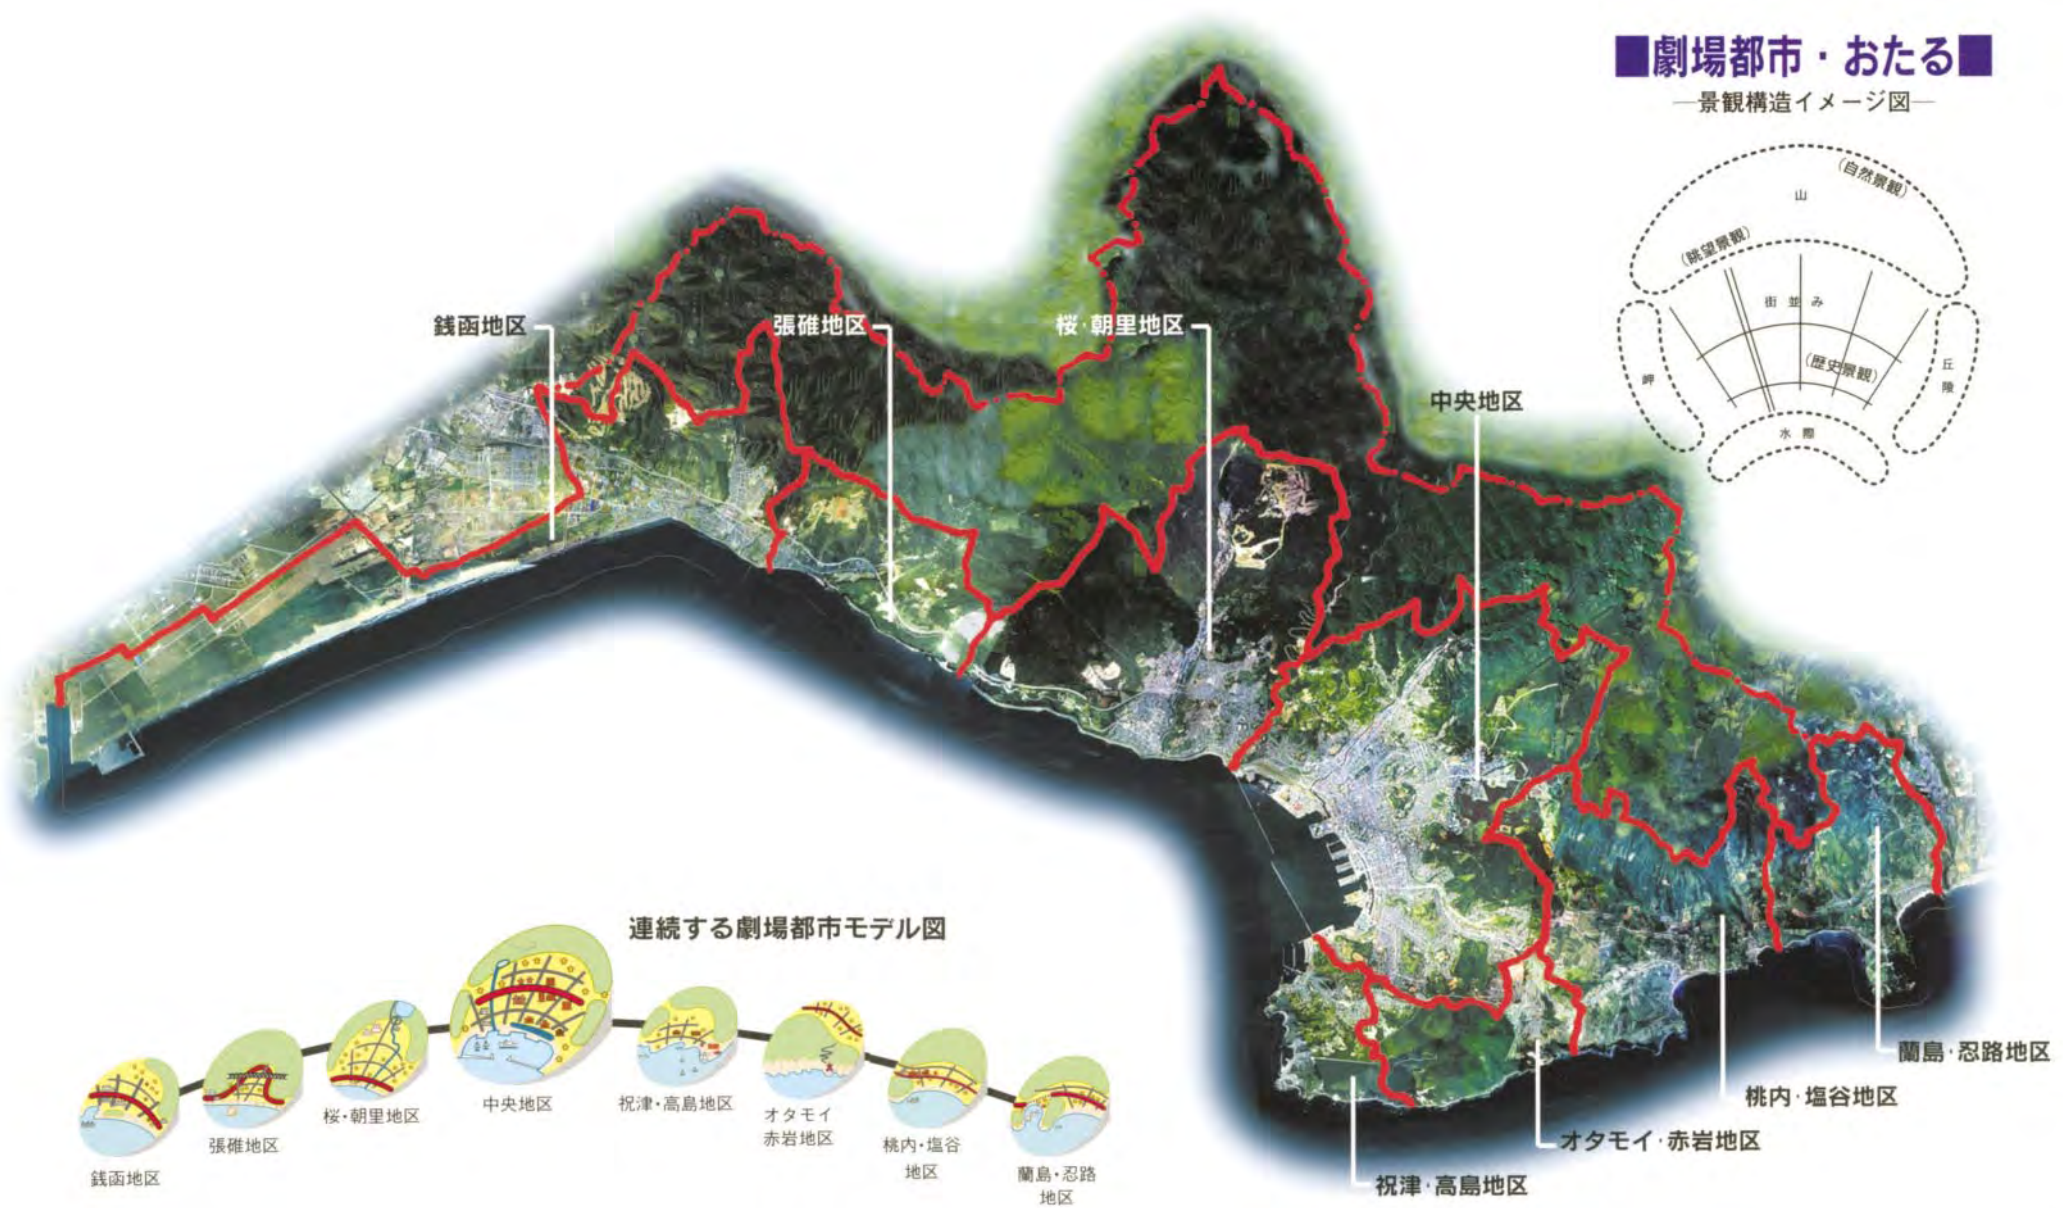 ■劇場都市・おたる■
―景観構造イメージ図―
(自然景観)
山
(眺望景観)
街並み
(歴史景観)
岬
丘陵
水際
銭函地区
張碓地区
桜・朝里地区
中央地区
蘭島・忍路地区
桃内・塩谷地区
オタモイ・赤岩地区
祝津・高島地区
連続する劇場都市モデル図
銭函地区
張碓地区
桜・朝里地区
中央地区
祝津・高島地区
オタモイ
赤岩地区
桃内・塩谷
地区
蘭島・忍路
地区